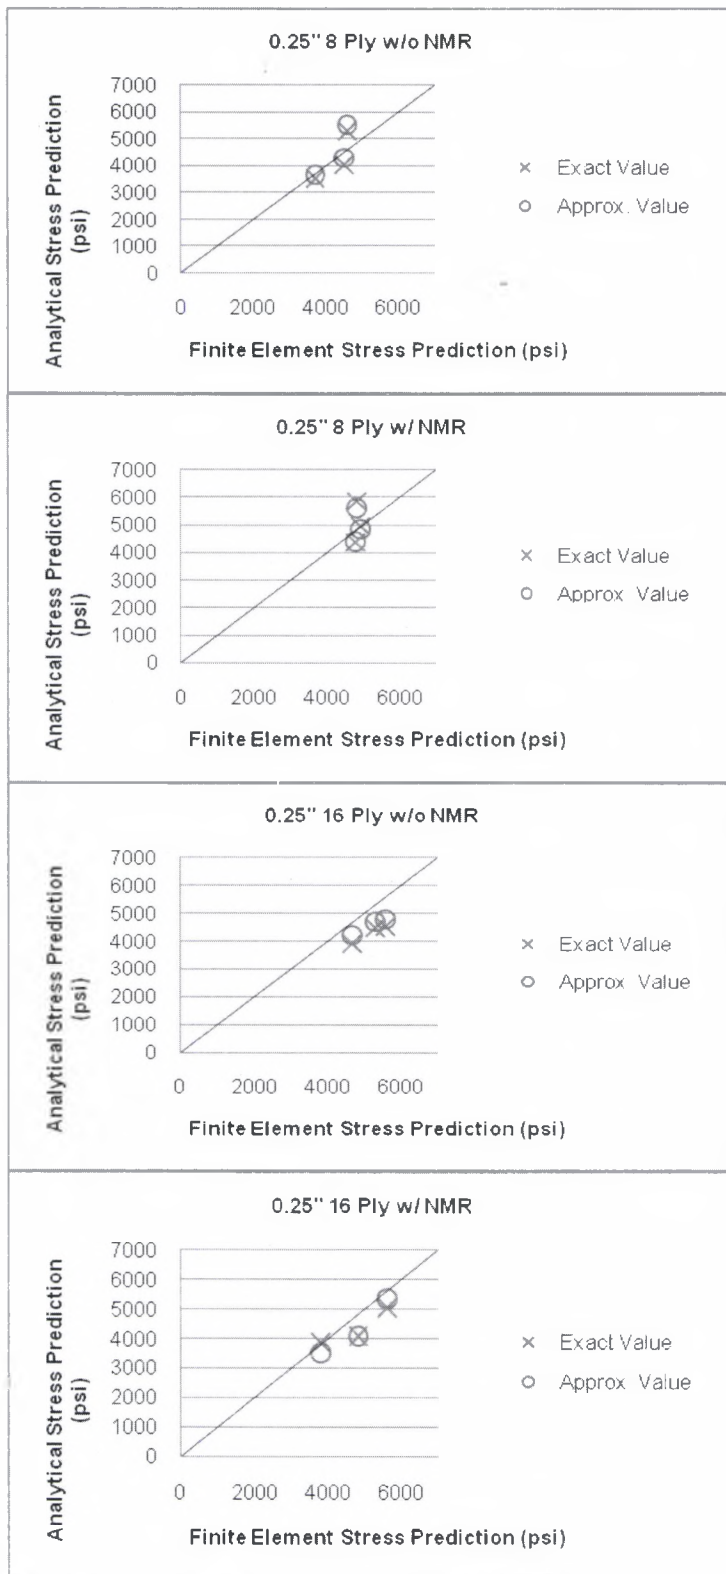 0.25" 8 Ply w/o NMR
Analytical Stress Prediction
(psi)
7000
6000
5000
4000
3000
2000
1000
0
0 2000 4000 6000
Finite Element Stress Prediction (psi)
× Exact Value
O Approx. Value
0.25" 8 Ply w/ NMR
Analytical Stress Prediction
(psi)
7000
6000
5000
4000
3000
2000
1000
0
0 2000 4000 6000
Finite Element Stress Prediction (psi)
× Exact Value
O Approx Value
0.25" 16 Ply w/o NMR
Analytical Stress Prediction
(psi)
7000
6000
5000
4000
3000
2000
1000
0
0 2000 4000 6000
Finite Element Stress Prediction (psi)
× Exact Value
O Approx Value
0.25" 16 Ply w/ NMR
Analytical Stress Prediction
(psi)
7000
6000
5000
4000
3000
2000
1000
0
0 2000 4000 6000
Finite Element Stress Prediction (psi)
× Exact Value
O Approx Value